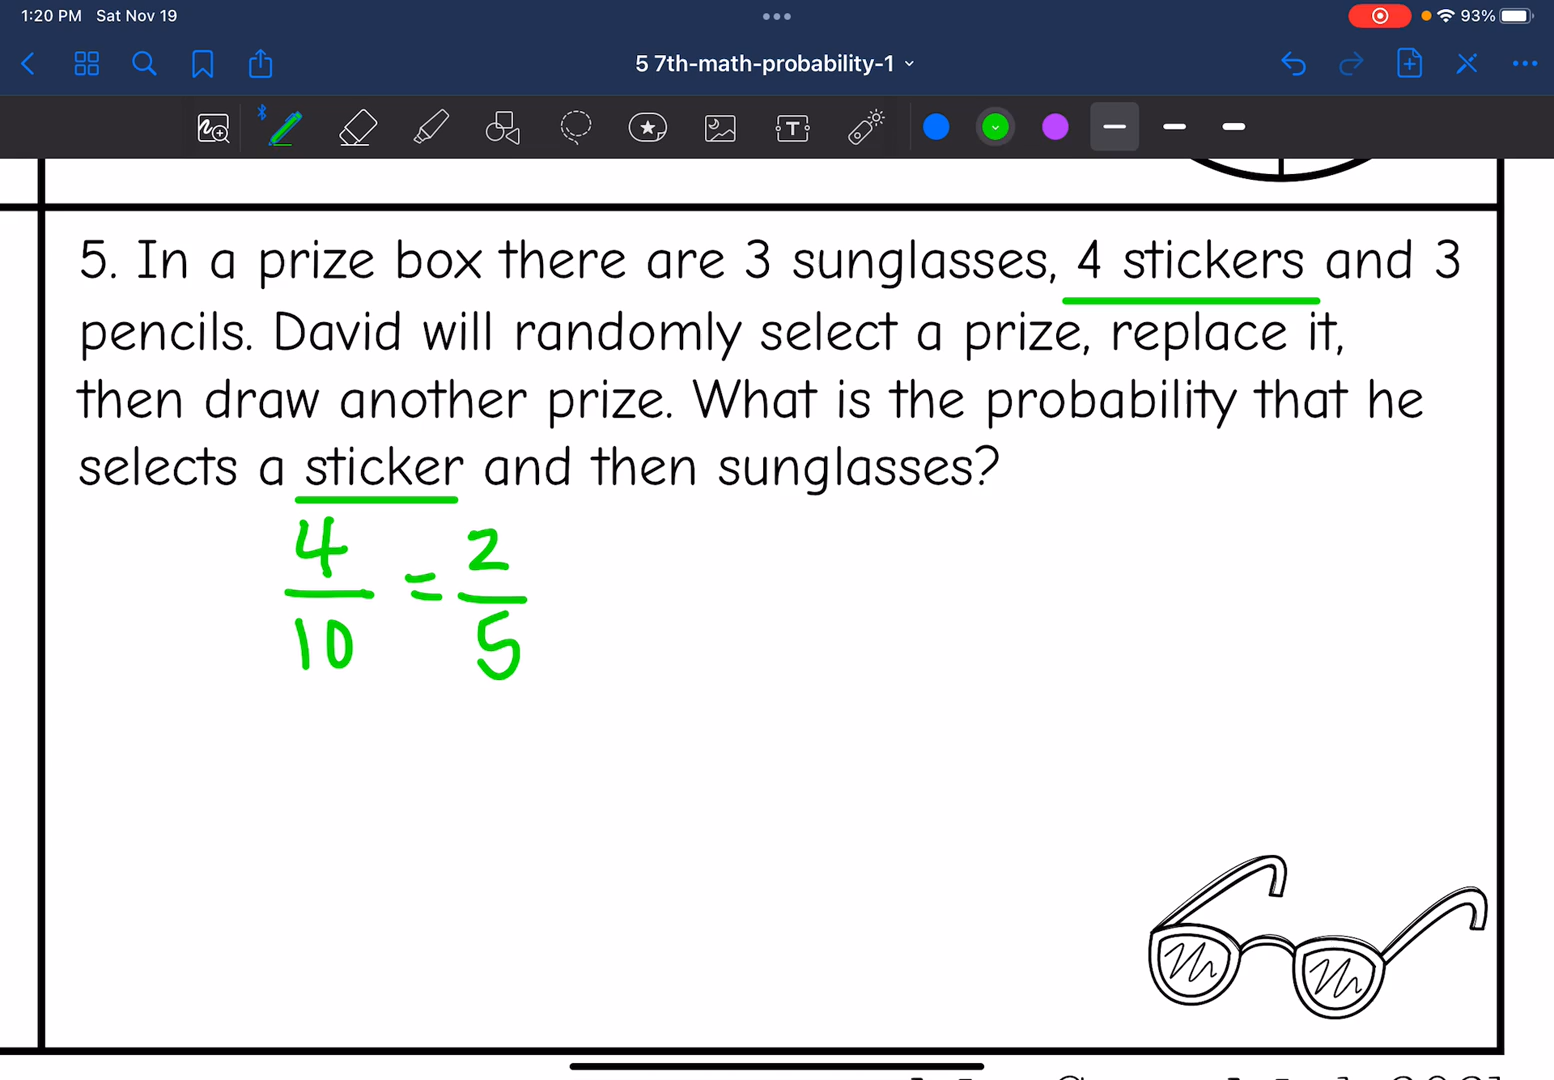 1:20 PM Sat Nov 19
93%
5 7th-math-probability-1
T
5. In a prize box there are 3 sunglasses, 4 stickers and 3
pencils. David will randomly select a prize, replace it,
then draw another prize. What is the probability that he
selects a sticker and then sunglasses?
4/10 = 2/5